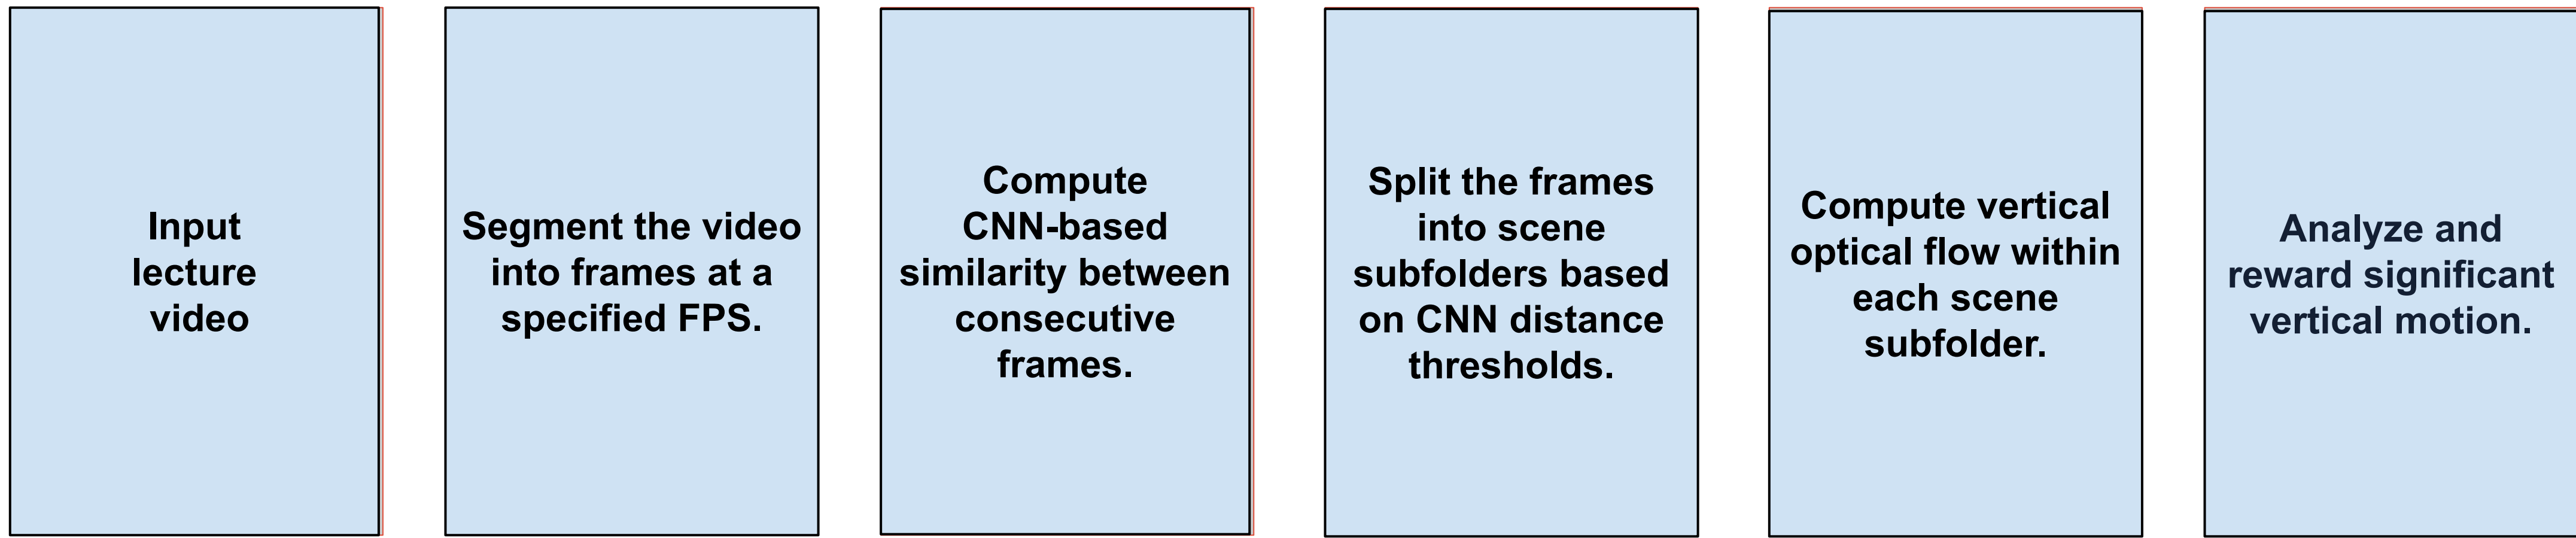 Input
lecture
video
Segment the video
into frames at a
specified FPS.
Compute
CNN-based
similarity between
consecutive
frames.
Split the frames
into scene
subfolders based
on CNN distance
thresholds.
Compute vertical
optical flow within
each scene
subfolder.
Analyze and
reward significant
vertical motion.